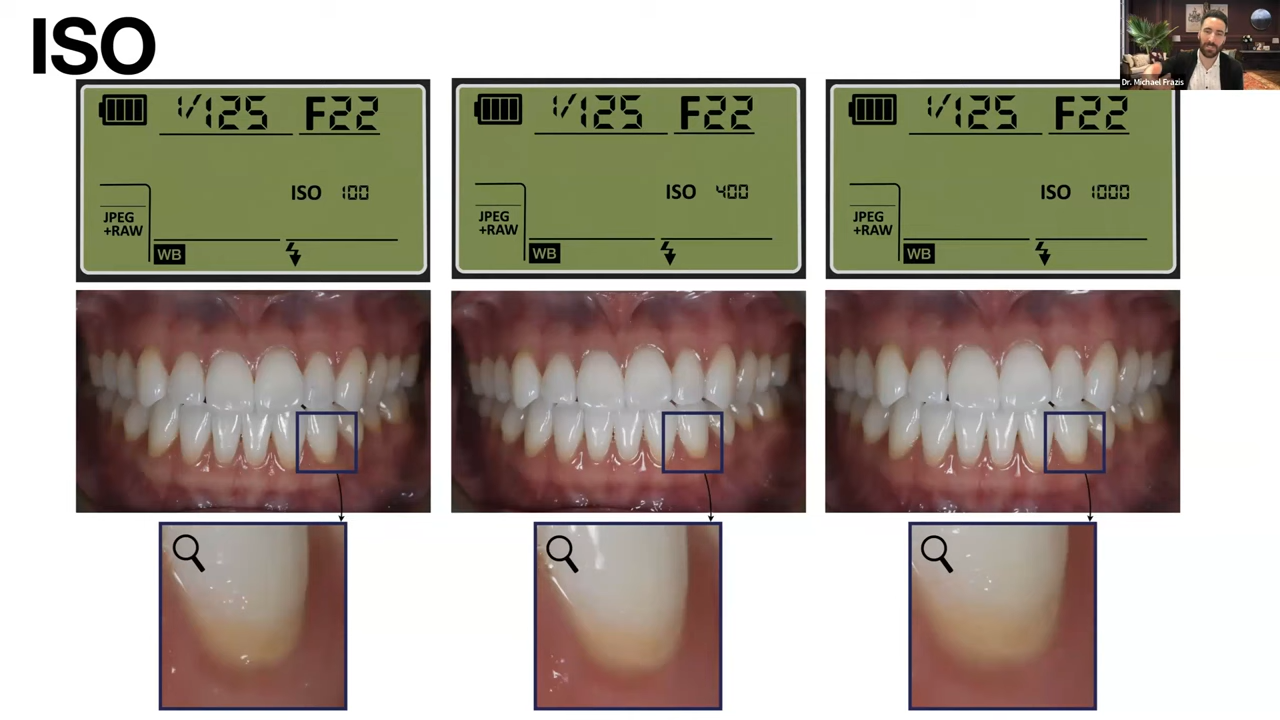 ISO
Dr. Michael Frazis
1/125 F22
ISO 100
JPEG
+RAW
WB
1/125 F22
ISO 400
JPEG
+RAW
WB
1/125 F22
ISO 1000
JPEG
+RAW
WB